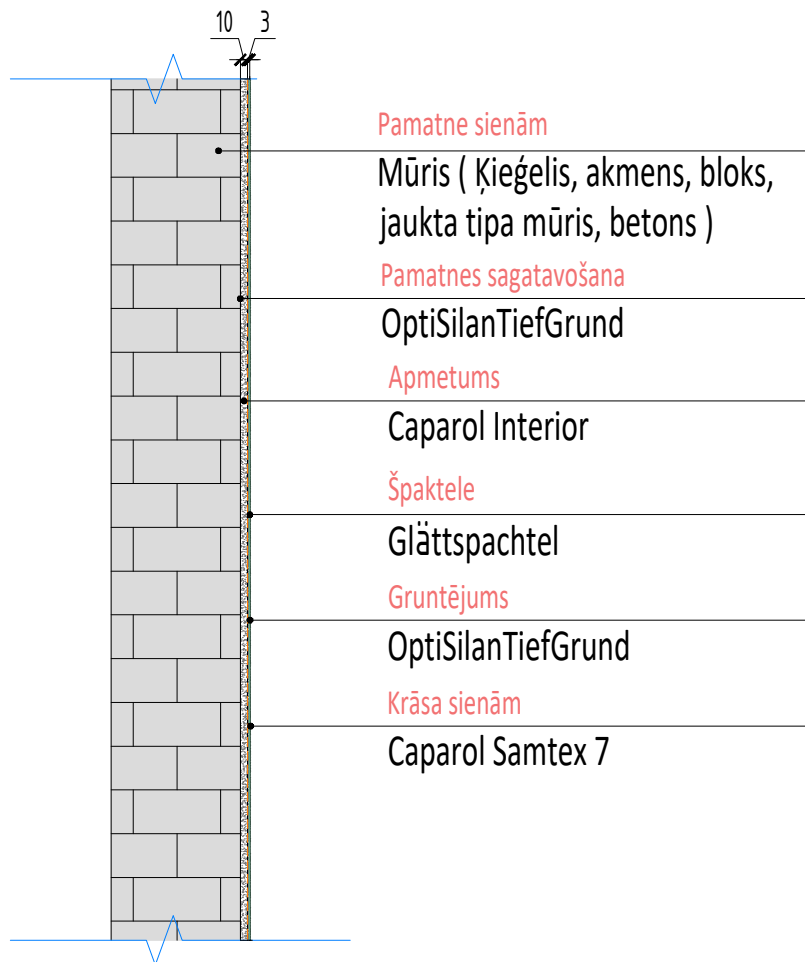 10 3
Pamatne sienām
Mūris ( Ķieģelis, akmens, bloks,
jaukta tipa mūris, betons )
Pamatnes sagatavošana
OptiSilanTiefGrund
Apmetums
Caparol Interior
Špaktele
Glättspachtel
Gruntējums
OptiSilanTiefGrund
Krāsa sienām
Caparol Samtex 7